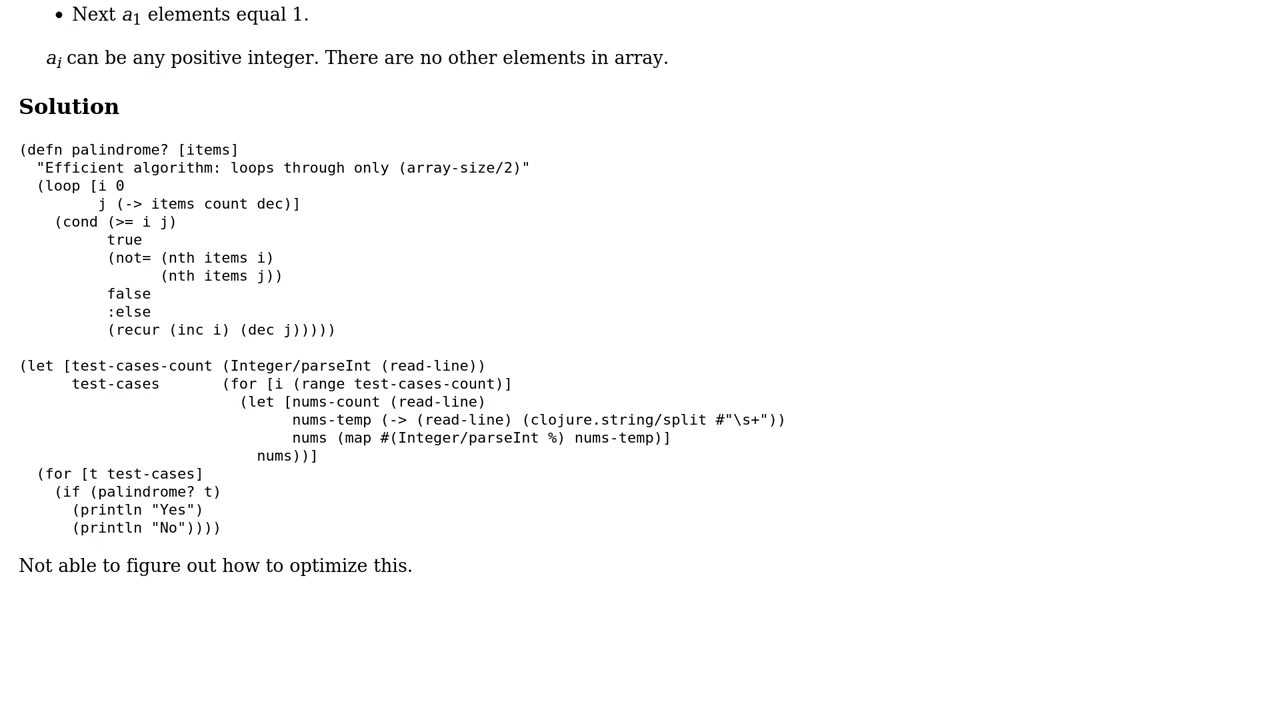 • Next a1 elements equal 1.
ai can be any positive integer. There are no other elements in array.
Solution
(defn palindrome? [items]
  "Efficient algorithm: loops through only (array-size/2)"
  (loop [i 0
         j (-> items count dec)]
    (cond (>= i j)
          true
          (not= (nth items i)
                (nth items j))
          false
          :else
          (recur (inc i) (dec j)))))
(let [test-cases-count (Integer/parseInt (read-line))
      test-cases       (for [i (range test-cases-count)]
                         (let [nums-count (read-line)
                               nums-temp (-> (read-line) (clojure.string/split #"\s+"))
                               nums (map #(Integer/parseInt %) nums-temp)]
                           nums))]
  (for [t test-cases]
    (if (palindrome? t)
      (println "Yes")
      (println "No"))))
Not able to figure out how to optimize this.